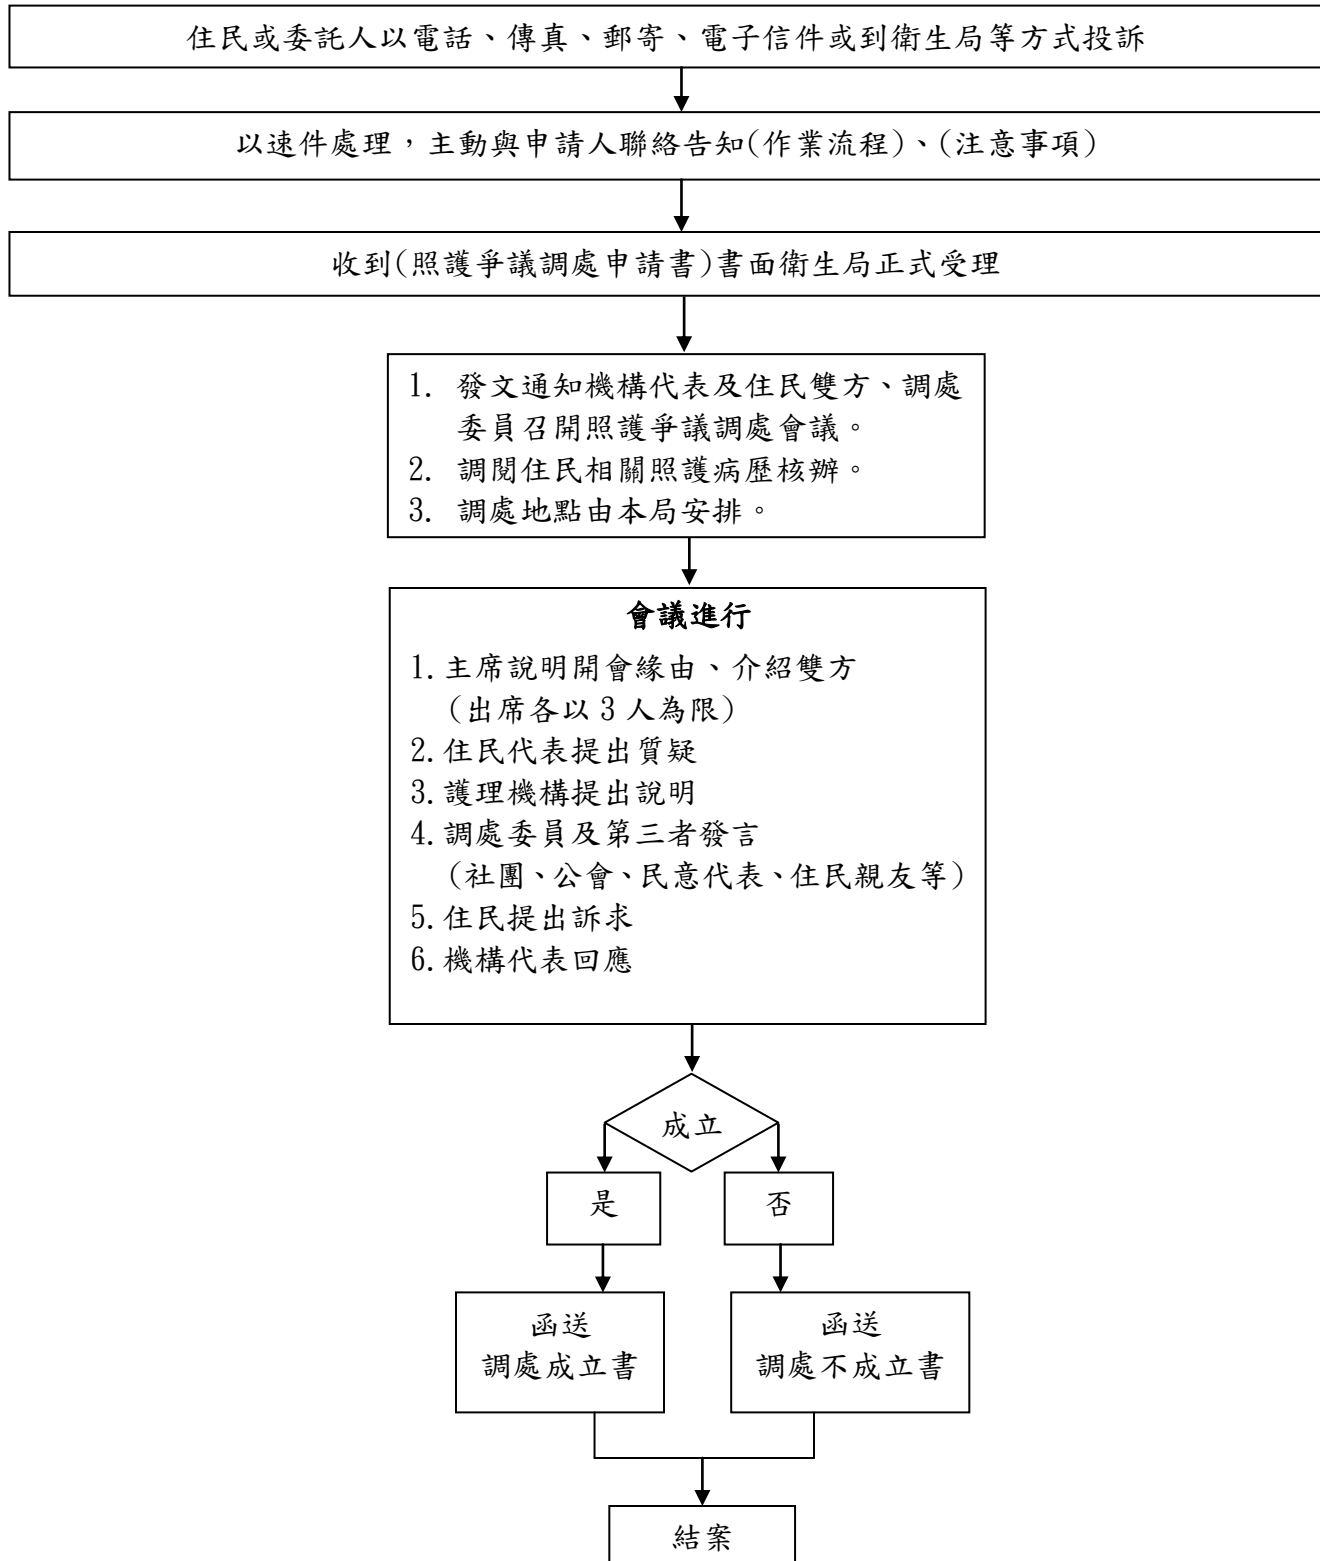 住民或委託人以電話、傳真、郵寄、電子信件或到衛生局等方式投訴
以速件處理，主動與申請人聯絡告知(作業流程)、(注意事項)
收到(照護爭議調處申請書)書面衛生局正式受理
1. 發文通知機構代表及住民雙方、調處
委員召開照護爭議調處會議。
2. 調閱住民相關照護病歷核辦。
3. 調處地點由本局安排。
會議進行
1.主席說明開會緣由、介紹雙方
(出席各以 3 人為限)
2.住民代表提出質疑
3.護理機構提出說明
4.調處委員及第三者發言
(社團、公會、民意代表、住民親友等)
5.住民提出訴求
6.機構代表回應
成立
是
否
函送
調處成立書
函送
調處不成立書
結案